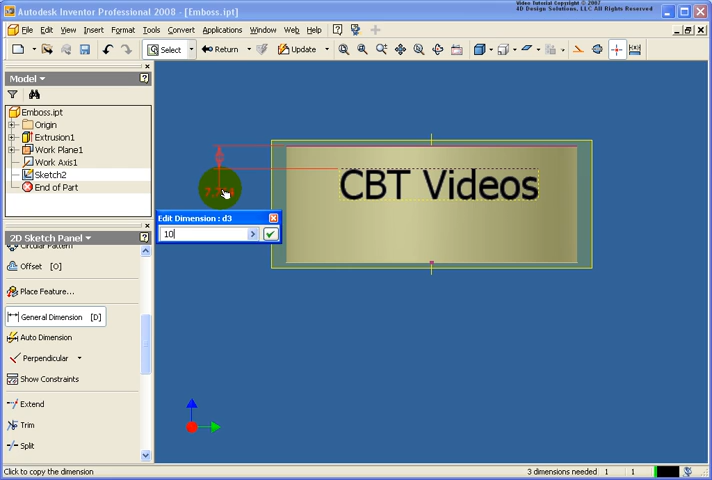 Video Tutorial Copyright © 2007
4D Design Solutions, LLC All Rights Reserved
Autodesk Inventor Professional 2008 - [Emboss.ipt]
File Edit View Insert Format Tools Convert Applications Window Web Help
Select Return Update
Model
Emboss.ipt
Origin
Extrusion1
Work Plane1
Work Axis1
Sketch2
End of Part
CBT Videos
Edit Dimension : d3
10
2D Sketch Panel
Circular Pattern
Offset [O]
Place Feature...
General Dimension [D]
Auto Dimension
Perpendicular
Show Constraints
Extend
Trim
Split
Click to copy the dimension
3 dimensions needed 1 1